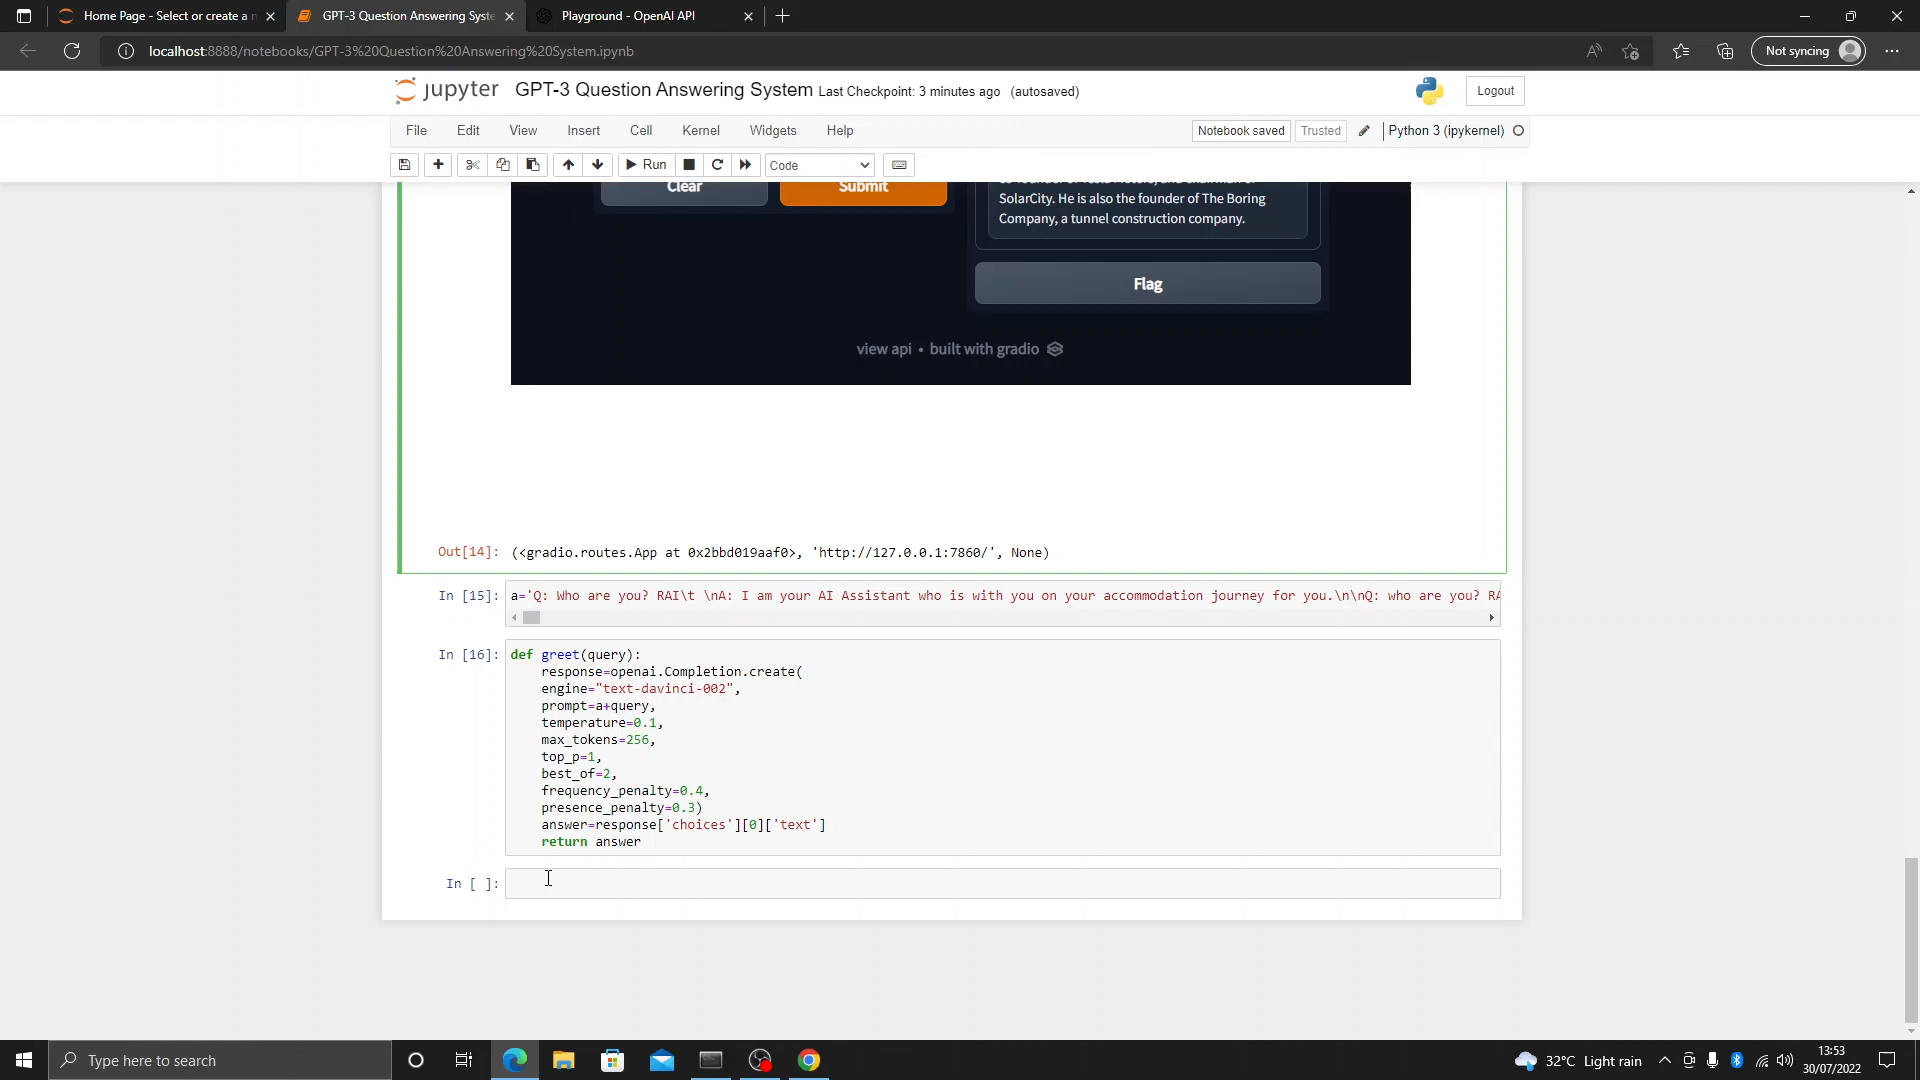 Home Page - Select or create a n
GPT-3 Question Answering Syste
Playground - OpenAI API
localhost:8888/notebooks/GPT-3%20Question%20Answering%20System.ipynb
Not syncing
jupyter GPT-3 Question Answering System Last Checkpoint: 3 minutes ago (autosaved)
Logout
File Edit View Insert Cell Kernel Widgets Help
Notebook saved Trusted Python 3 (ipykernel)
Run Code
Clear Submit
SolarCity. He is also the founder of The Boring
Company, a tunnel construction company.
Flag
view api • built with gradio
Out[14]: (<gradio.routes.App at 0x2bbd019aaf0>, 'http://127.0.0.1:7860/', None)
In [15]: a='Q: Who are you? RAI\t \nA: I am your AI Assistant who is with you on your accommodation journey for you.\n\nQ: who are you? RA
In [16]: def greet(query):
response=openai.Completion.create(
engine="text-davinci-002",
prompt=a+query,
temperature=0.1,
max_tokens=256,
top_p=1,
best_of=2,
frequency_penalty=0.4,
presence_penalty=0.3)
answer=response['choices'][0]['text']
return answer
In [ ]:
Type here to search
32°C Light rain
13:53
30/07/2022